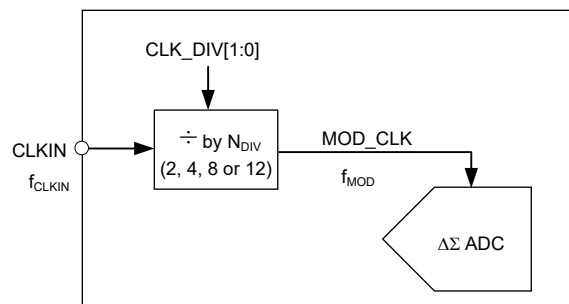 CLK_DIV[1:0]
CLKIN
fCLKIN
÷ by NDIV
(2, 4, 8 or 12)
MOD_CLK
fMOD
ΔΣ ADC